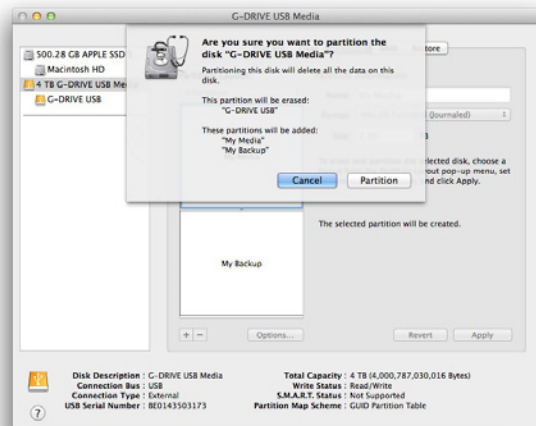 G-DRIVE USB Media
500.28 GB APPLE SSD
Macintosh HD
4 TB G-DRIVE USB Med
G-DRIVE USB
Are you sure you want to partition the
disk "G-DRIVE USB Media"?
Partitioning this disk will delete all the data on this
disk.
This partition will be erased:
"G-DRIVE USB"
These partitions will be added:
"My Media"
"My Backup"
Cancel
Partition
store
(Journaled)
selected disk, choose a
out pop-up menu, set
and click Apply.
The selected partition will be created.
My Backup
+ −
Options...
Revert
Apply
Disk Description : G-DRIVE USB Media
Connection Bus : USB
Connection Type : External
USB Serial Number : BE0143503173
Total Capacity : 4 TB (4,000,787,030,016 Bytes)
Write Status : Read/Write
S.M.A.R.T. Status : Not Supported
Partition Map Scheme : GUID Partition Table
?